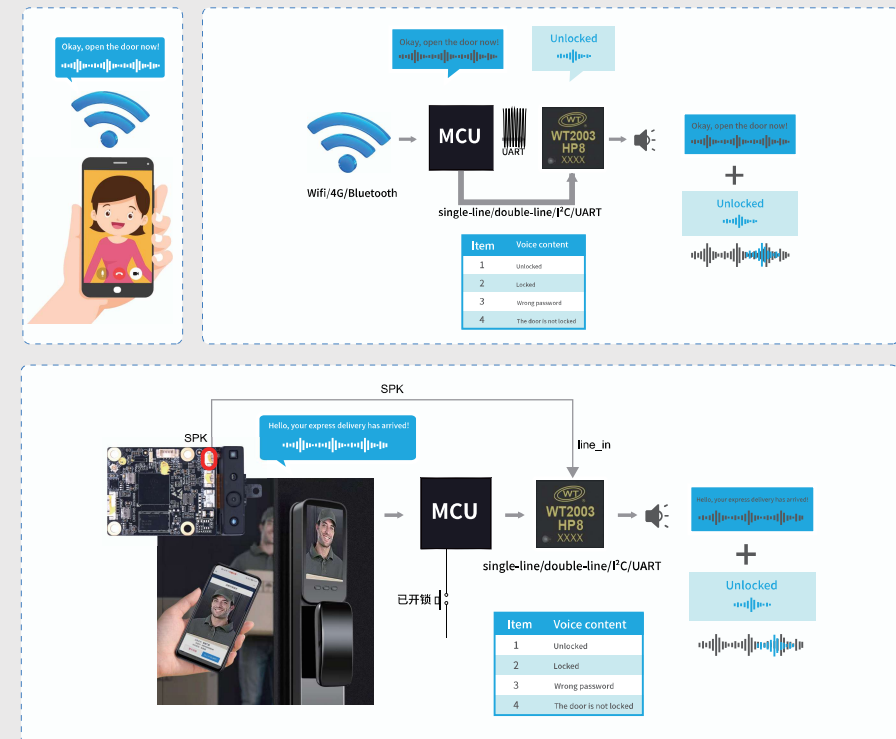 Okay, open the door now!
Okay, open the door now!
Unlocked
MCU
UART
WT
WT2003
HP8
XXXX
Okay, open the door now!
Unlocked
Wifi/4G/Bluetooth
single-line/double-line/I²C/UART
Item Voice content
1 Unlocked
2 Locked
3 Wrong password
4 The door is not locked
SPK
SPK
Hello, your express delivery has arrived!
line_in
MCU
WT
WT2003
HP8
XXXX
Hello, your express delivery has arrived!
Unlocked
single-line/double-line/I²C/UART
已开锁
Item Voice content
1 Unlocked
2 Locked
3 Wrong password
4 The door is not locked